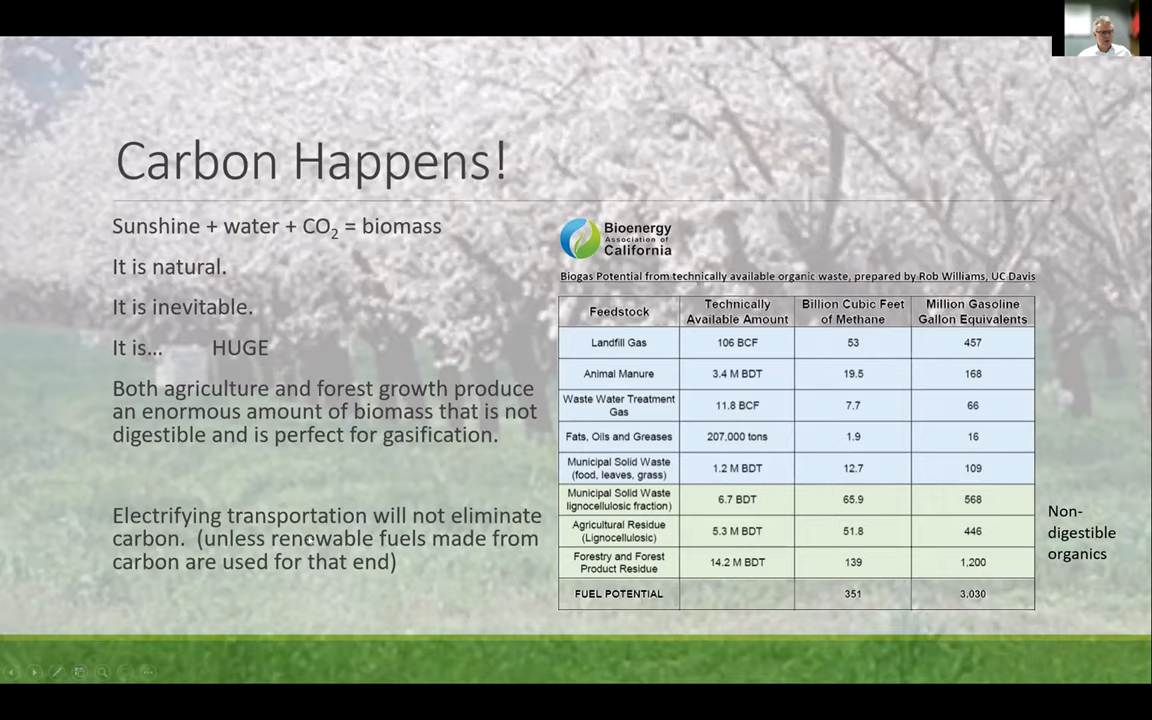 Carbon Happens!
Sunshine + water + CO₂ = biomass
It is natural.
It is inevitable.
It is... HUGE
Both agriculture and forest growth produce
an enormous amount of biomass that is not
digestible and is perfect for gasification.
Electrifying transportation will not eliminate
carbon. (unless renewable fuels made from
carbon are used for that end)
Bioenergy
Association of
California
Biogas Potential from technically available organic waste, prepared by Rob Williams, UC Davis
Feedstock Technically Available Amount Billion Cubic Feet of Methane Million Gasoline Gallon Equivalents
Landfill Gas 106 BCF 53 457
Animal Manure 3.4 M BDT 19.5 168
Waste Water Treatment Gas 11.8 BCF 7.7 66
Fats, Oils and Greases 207,000 tons 1.9 16
Municipal Solid Waste (food, leaves, grass) 1.2 M BDT 12.7 109
Municipal Solid Waste lignocellulosic fraction) 6.7 BDT 65.9 568
Agricultural Residue (Lignocellulosic) 5.3 M BDT 51.8 446
Forestry and Forest Product Residue 14.2 M BDT 139 1,200
FUEL POTENTIAL 351 3,030
Non-
digestible
organics